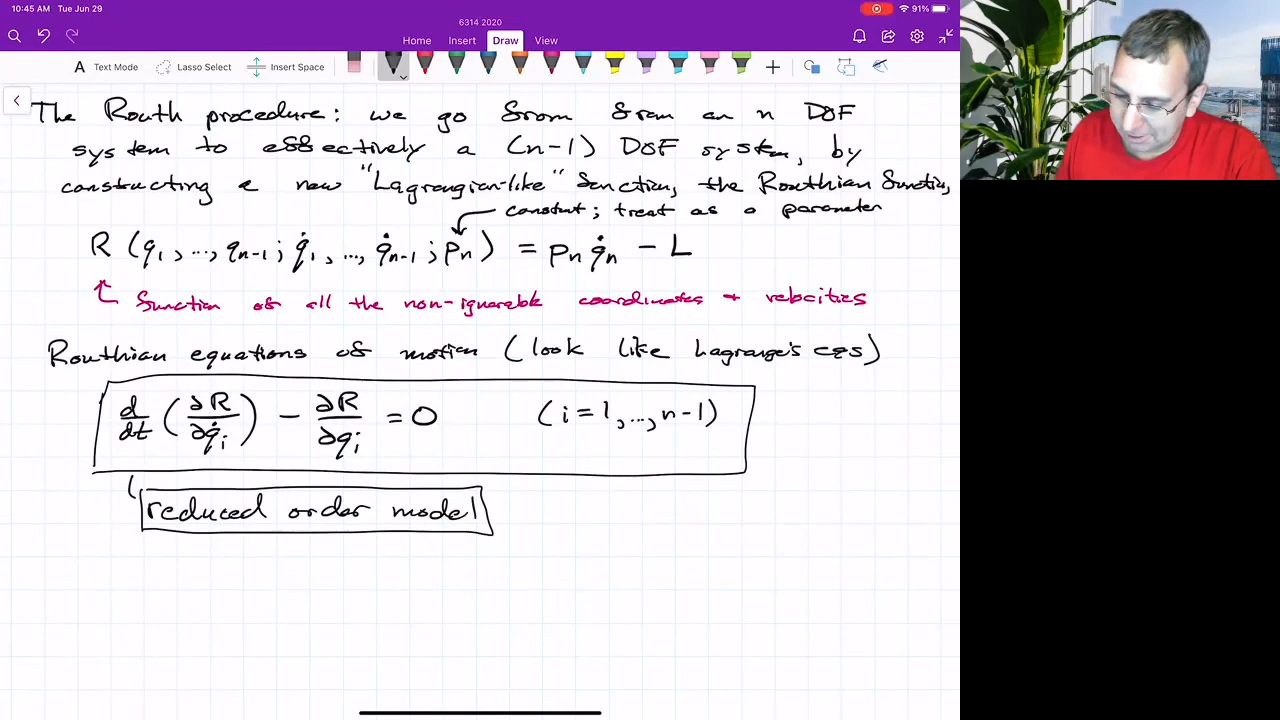 10:45 AM Tue Jun 29
91%
6314 2020
Home Insert Draw View
Text Mode Lasso Select Insert Space
The Routh procedure: we go from from an n DOF
system to effectively a (n-1) DOF system, by
constructing a new "Lagrangian-like" function, the Routhian function,
constant; treat as a parameter
R (q₁, ..., qₙ₋₁; q̇₁, ..., q̇ₙ₋₁; pₙ) = pₙ q̇ₙ - L
function of all the non-ignorable coordinates + velocities
Routhian equations of motion (look like Lagrange's eqs)
d/dt (∂R/∂q̇ᵢ) - ∂R/∂qᵢ = 0 (i = 1, ..., n-1)
reduced order model